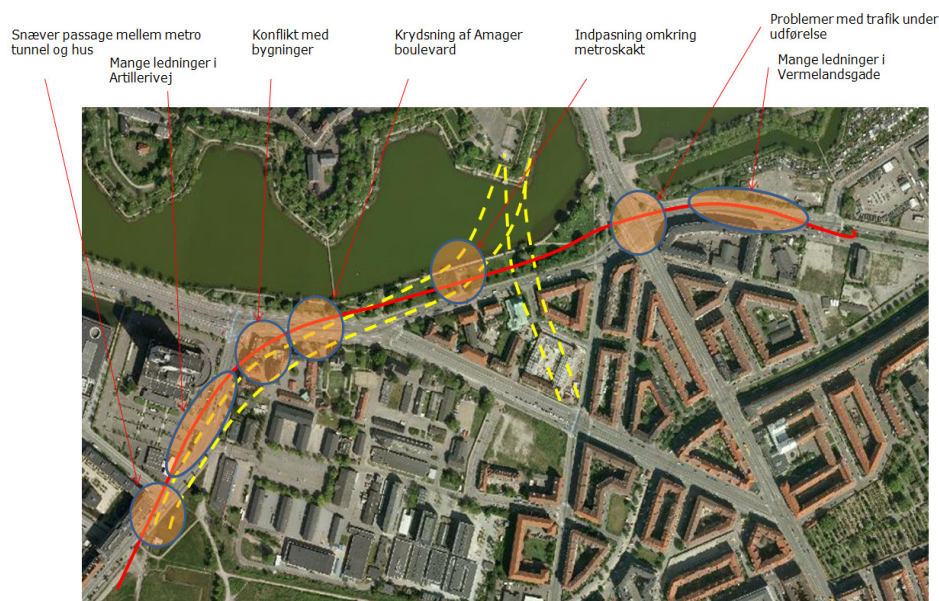 Snæver passage mellem metro
tunnel og hus
Mange ledninger i
Artillerivej
Konflikt med
bygninger
Krydsning af Amager
boulevard
Indpasning omkring
metroskakt
Problemer med trafik under
udførelse
Mange ledninger i
Vermelandsgade